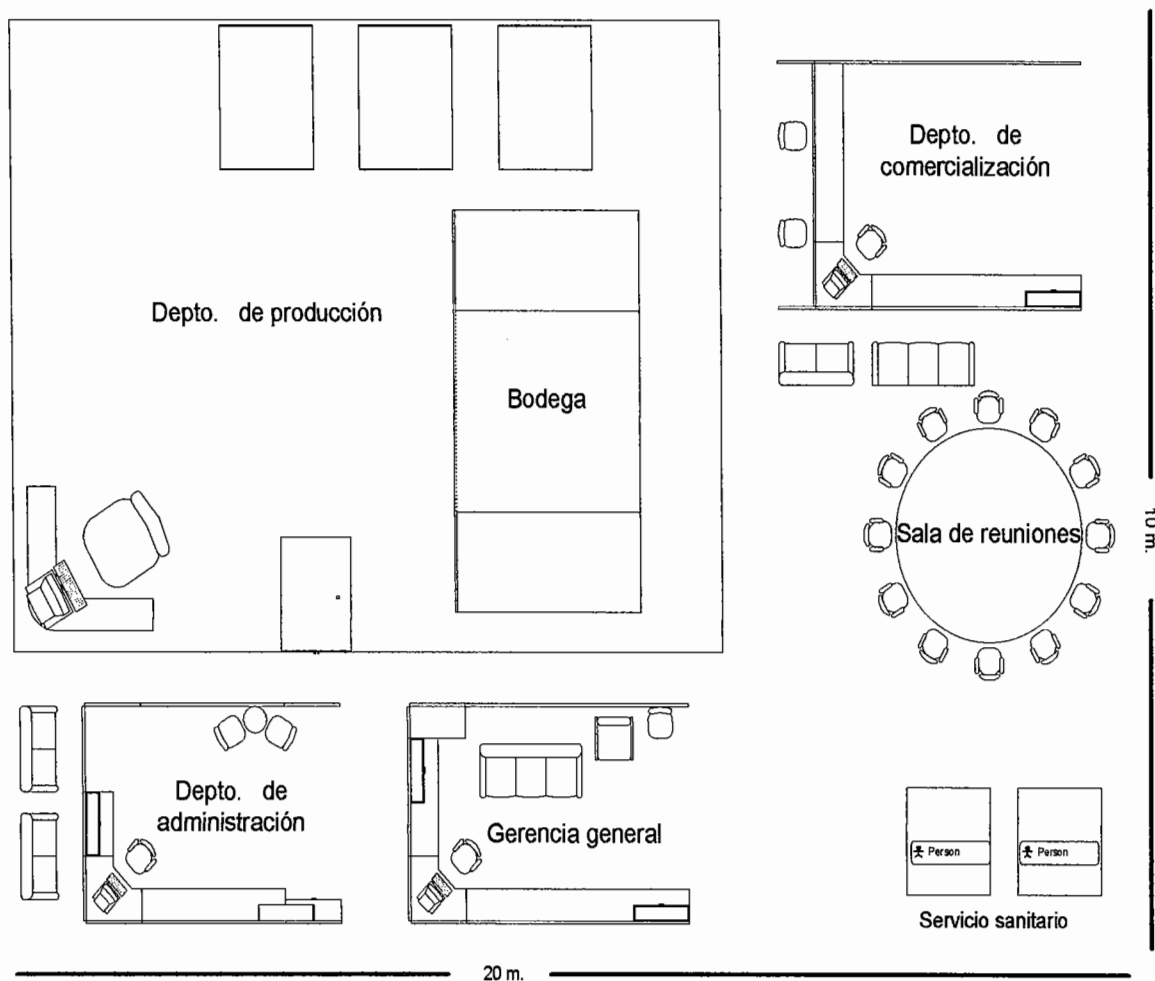 Depto. de
comercialización
Depto. de producción
Bodega
Sala de reuniones
10 m.
Depto. de
administración
Gerencia general
Person
Person
Servicio sanitario
20 m.